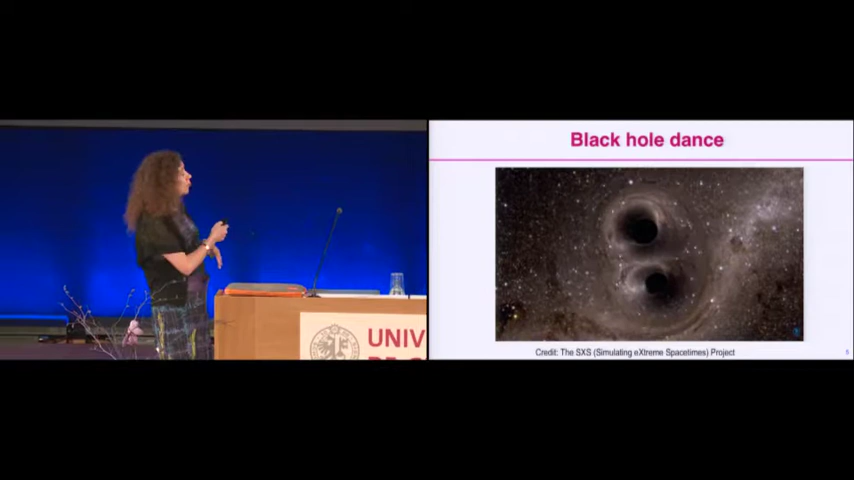 Black hole dance
UNIV
Credit: The SXS (Simulating eXtreme Spacetimes) Project